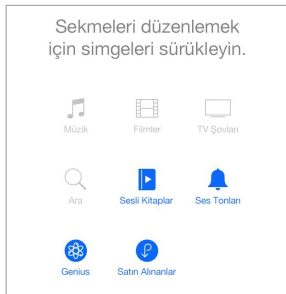 Sekmeleri düzenlemek
için simgeleri sürükleyin.
Müzik
Filmler
TV Şovları
Ara
Sesli Kitaplar
Ses Tonları
Genius
Satın Alınanlar